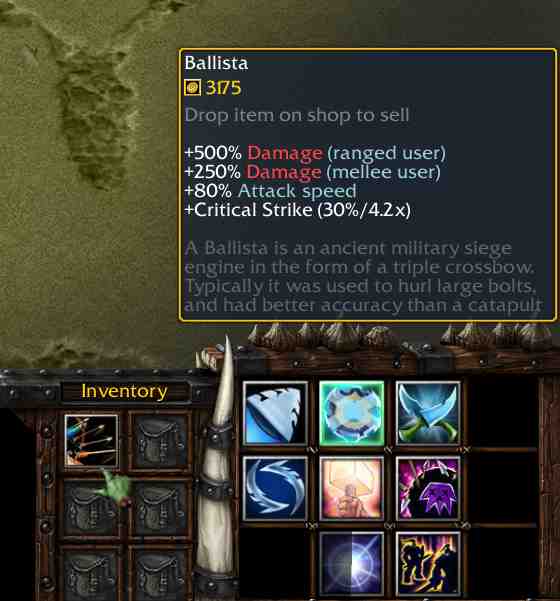 Ballista
3175
Drop item on shop to sell
+500% Damage (ranged user)
+250% Damage (mellee user)
+80% Attack speed
+Critical Strike (30%/4.2x)
A Ballista is an ancient military siege
engine in the form of a triple crossbow.
Typically it was used to hurl large bolts,
and had better accuracy than a catapult
Inventory